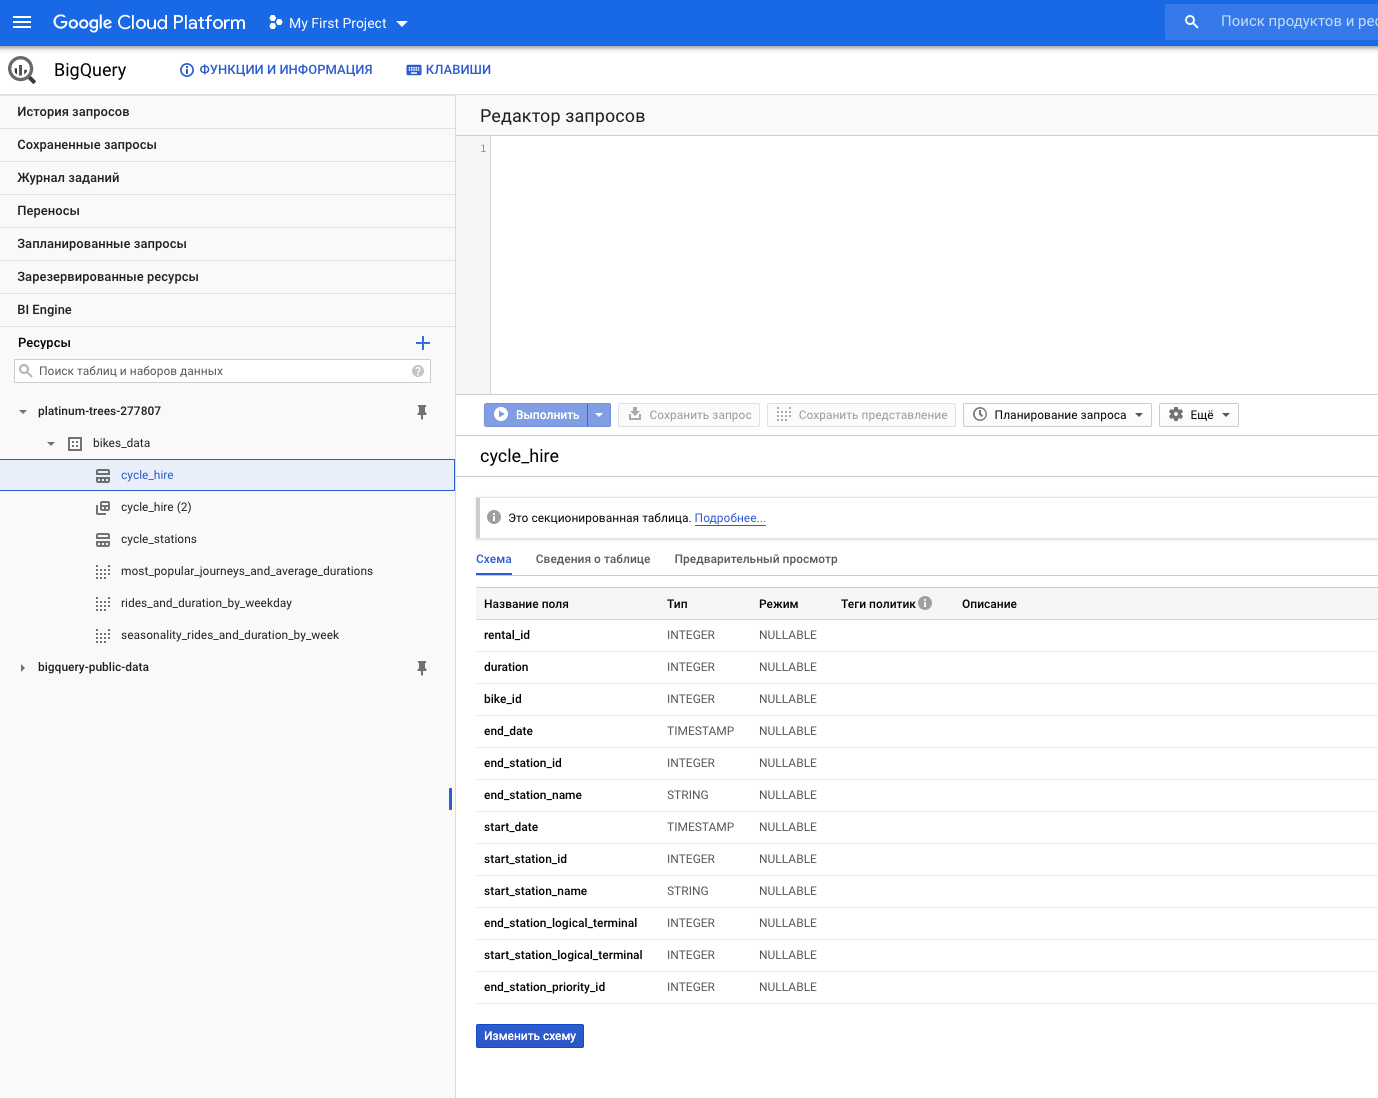 Google Cloud Platform
My First Project
Поиск продуктов и рес
BigQuery
ФУНКЦИИ И ИНФОРМАЦИЯ
КЛАВИШИ
История запросов
Сохраненные запросы
Журнал заданий
Переносы
Запланированные запросы
Зарезервированные ресурсы
BI Engine
Ресурсы
Поиск таблиц и наборов данных
platinum-trees-277807
bikes_data
cycle_hire
cycle_hire (2)
cycle_stations
most_popular_journeys_and_average_durations
rides_and_duration_by_weekday
seasonality_rides_and_duration_by_week
bigquery-public-data
Редактор запросов
1
Выполнить Сохранить запрос Сохранить представление Планирование запроса Ещё
cycle_hire
Это секционированная таблица. Подробнее...
Схема Сведения о таблице Предварительный просмотр
Название поля Тип Режим Теги политик Описание
rental_id INTEGER NULLABLE
duration INTEGER NULLABLE
bike_id INTEGER NULLABLE
end_date TIMESTAMP NULLABLE
end_station_id INTEGER NULLABLE
end_station_name STRING NULLABLE
start_date TIMESTAMP NULLABLE
start_station_id INTEGER NULLABLE
start_station_name STRING NULLABLE
end_station_logical_terminal INTEGER NULLABLE
start_station_logical_terminal INTEGER NULLABLE
end_station_priority_id INTEGER NULLABLE
Изменить схему